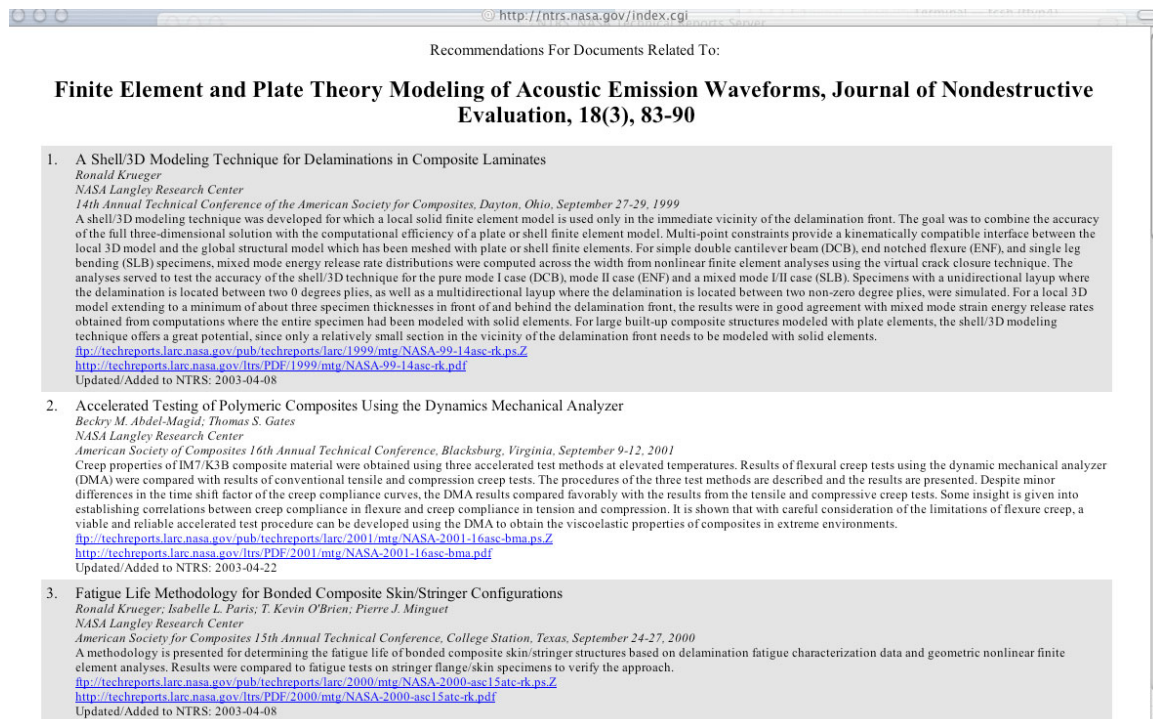 http://ntrs.nasa.gov/index.cgi
Recommendations For Documents Related To:
Finite Element and Plate Theory Modeling of Acoustic Emission Waveforms, Journal of Nondestructive
Evaluation, 18(3), 83-90
1. A Shell/3D Modeling Technique for Delaminations in Composite Laminates
Ronald Krueger
NASA Langley Research Center
14th Annual Technical Conference of the American Society for Composites, Dayton, Ohio, September 27-29, 1999
A shell/3D modeling technique was developed for which a local solid finite element model is used only in the immediate vicinity of the delamination front. The goal was to combine the accuracy
of the full three-dimensional solution with the computational efficiency of a plate or shell finite element model. Multi-point constraints provide a kinematically compatible interface between the
local 3D model and the global structural model which has been meshed with plate or shell finite elements. For simple double cantilever beam (DCB), end notched flexure (ENF), and single leg
bending (SLB) specimens, mixed mode energy release rate distributions were computed across the width from nonlinear finite element analyses using the virtual crack closure technique. The
analyses served to test the accuracy of the shell/3D technique for the pure mode I case (DCB), mode II case (ENF) and a mixed mode I/II case (SLB). Specimens with a unidirectional layup where
the delamination is located between two 0 degrees plies, as well as a multidirectional layup where the delamination is located between two non-zero degree plies, were simulated. For a local 3D
model extending to a minimum of about three specimen thicknesses in front of and behind the delamination front, the results were in good agreement with mixed mode strain energy release rates
obtained from computations where the entire specimen had been modeled with solid elements. For large built-up composite structures modeled with plate elements, the shell/3D modeling
technique offers a great potential, since only a relatively small section in the vicinity of the delamination front needs to be modeled with solid elements.
ftp://techreports.larc.nasa.gov/pub/techreports/larc/1999/mtg/NASA-99-14asc-rk.ps.Z
http://techreports.larc.nasa.gov/ltrs/PDF/1999/mtg/NASA-99-14asc-rk.pdf
Updated/Added to NTRS: 2003-04-08
2. Accelerated Testing of Polymeric Composites Using the Dynamics Mechanical Analyzer
Beckry M. Abdel-Magid; Thomas S. Gates
NASA Langley Research Center
American Society of Composites 16th Annual Technical Conference, Blacksburg, Virginia, September 9-12, 2001
Creep properties of IM7/K3B composite material were obtained using three accelerated test methods at elevated temperatures. Results of flexural creep tests using the dynamic mechanical analyzer
(DMA) were compared with results of conventional tensile and compression creep tests. The procedures of the three test methods are described and the results are presented. Despite minor
differences in the time shift factor of the creep compliance curves, the DMA results compared favorably with the results from the tensile and compressive creep tests. Some insight is given into
establishing correlations between creep compliance in flexure and creep compliance in tension and compression. It is shown that with careful consideration of the limitations of flexure creep, a
viable and reliable accelerated test procedure can be developed using the DMA to obtain the viscoelastic properties of composites in extreme environments.
ftp://techreports.larc.nasa.gov/pub/techreports/larc/2001/mtg/NASA-2001-16asc-bma.ps.Z
http://techreports.larc.nasa.gov/ltrs/PDF/2001/mtg/NASA-2001-16asc-bma.pdf
Updated/Added to NTRS: 2003-04-22
3. Fatigue Life Methodology for Bonded Composite Skin/Stringer Configurations
Ronald Krueger; Isabelle L. Paris; T. Kevin O'Brien; Pierre J. Minguet
NASA Langley Research Center
American Society for Composites 15th Annual Technical Conference, College Station, Texas, September 24-27, 2000
A methodology is presented for determining the fatigue life of bonded composite skin/stringer structures based on delamination fatigue characterization data and geometric nonlinear finite
element analyses. Results were compared to fatigue tests on stringer flange/skin specimens to verify the approach.
ftp://techreports.larc.nasa.gov/pub/techreports/larc/2000/mtg/NASA-2000-asc15atc-rk.ps.Z
http://techreports.larc.nasa.gov/ltrs/PDF/2000/mtg/NASA-2000-asc15atc-rk.pdf
Updated/Added to NTRS: 2003-04-08